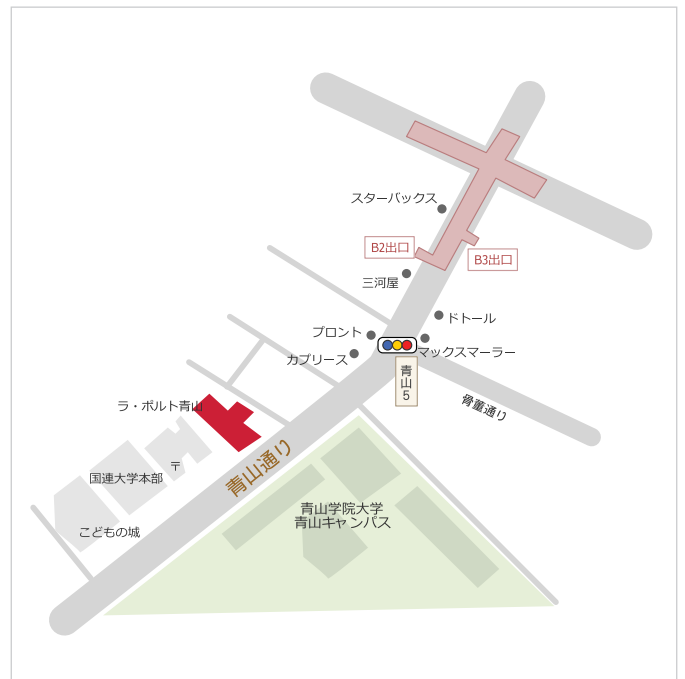 スターバックス
B2出口
B3出口
三河屋
ドトール
プロント
カプリース
マックスマーラー
青山5
骨董通り
ラ・ポルト青山
青山通り
〒
国連大学本部
こどもの城
青山学院大学
青山キャンパス